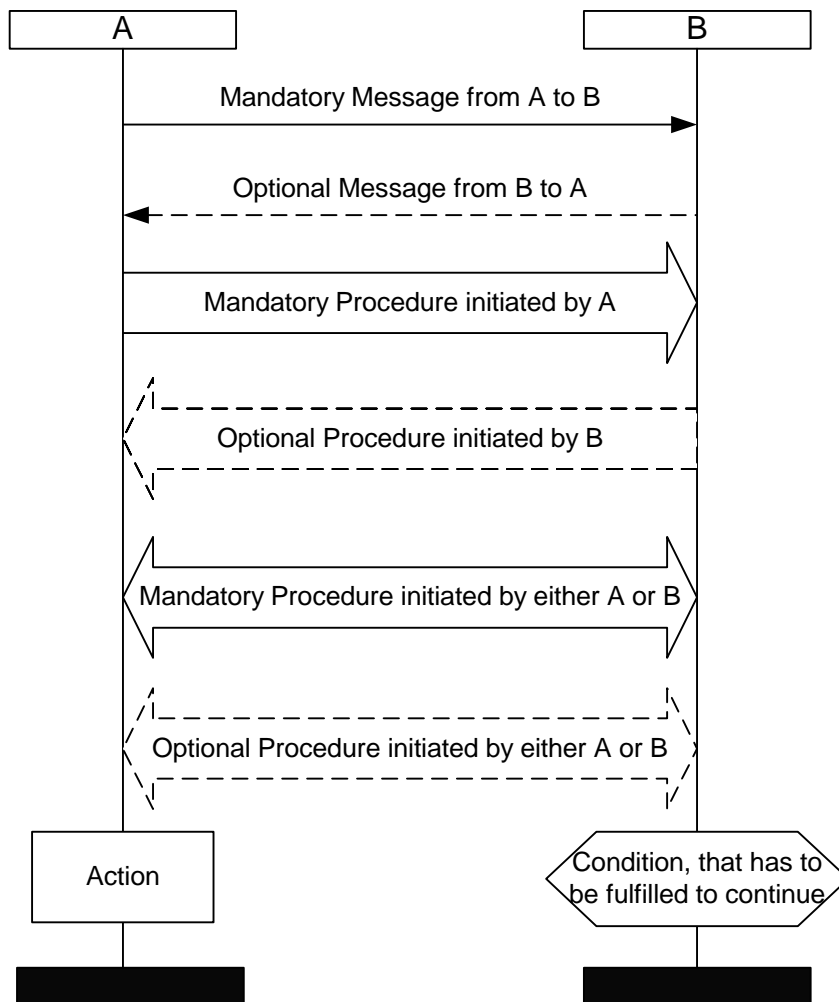 A
B
Mandatory Message from A to B
Optional Message from B to A
Mandatory Procedure initiated by A
Optional Procedure initiated by B
Mandatory Procedure initiated by either A or B
Optional Procedure initiated by either A or B
Action
Condition, that has to
be fulfilled to continue